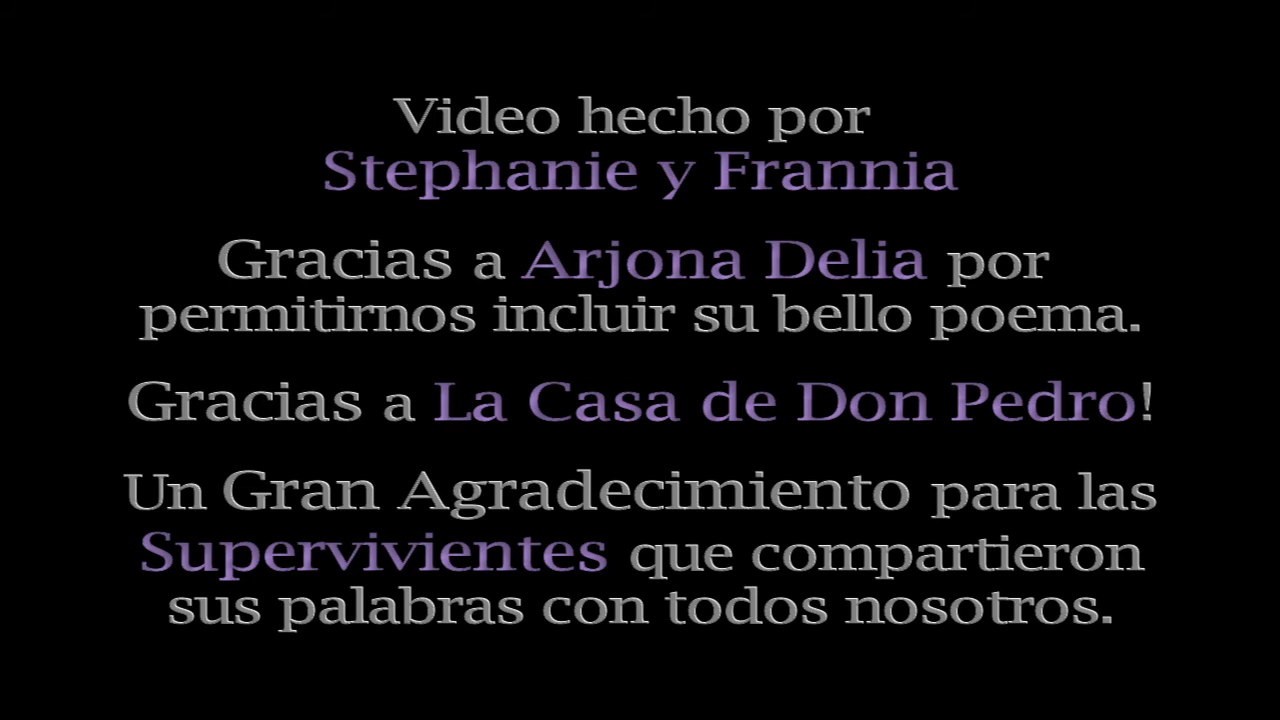 Video hecho por
Stephanie y Frannia
Gracias a Arjona Delia por
permitirnos incluir su bello poema.
Gracias a La Casa de Don Pedro!
Un Gran Agradecimiento para las
Supervivientes que compartieron
sus palabras con todos nosotros.